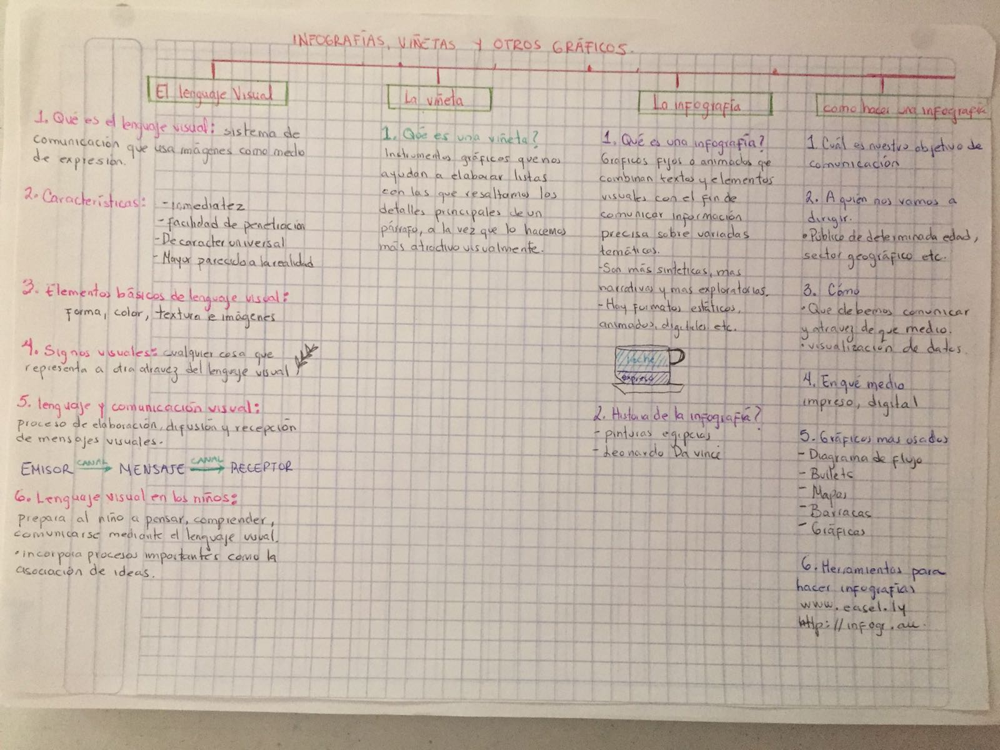 INFOGRAFÍAS, VIÑETAS Y OTROS GRÁFICOS.
El lenguaje Visual
1. Qué es el lenguaje visual: sistema de
comunicación que usa imágenes como medio
de expresión.
2. Características:
-inmediatez
-facilidad de penetración
-De caracter universal
- Mayor parecido a la realidad
3. Elementos básicos de lenguaje visual:
forma, color, textura e imágenes
4. Signos visuales: cualquier cosa que
representa a otra atravez del lenguaje visual
5. lenguaje y comunicación visual:
proceso de elaboración, difusión y recepción
de mensajes visuales.
EMISOR CANAL MENSAJE CANAL RECEPTOR
6. Lenguaje visual en los niños:
prepara al niño a pensar, comprender,
comunicarse mediante el lenguaje visual.
• incorpora procesos importantes como la
asociación de ideas.
La viñeta
1. Qúe es una viñeta?
Instrumentos gráficos que nos
ayudan a elaborar listas
con las que resaltamos los
detalles principales de un
párrafo, a la vez que lo hacemos
más atractivo visualmente.
La infografía
1. Qué es una infografía?
Graficos fijos o animados que
combinan textos y elementos
visuales con el fin de
comunicar información
precisa sobre variadas
temáticas.
-Son más sinteticas, mas
narrativas y mas exploratorias.
- Hay formatos estáticos,
animados, digitales etc.
expreso
2. Historia de la infografía?
- pinturas egipcias
- Leonardo Da vinci
como hacer una infografía
1. Cuál es nuestro objetivo de
comunicación
2. A quien nos vamos a
dirigir.
• Público de determinada edad,
sector geográfico etc.
3. Cómo
• Que debemos comunicar
y atravez de que medio.
• visualización de datos.
4. En qué medio
impreso, digital
5. Gráficos mas usados
- Diagrama de flujo
- Bullets
- Mapas
- Barracas
- Gráficas
6. Herramientas para
hacer infografías
www.easel.ly
http://infogr.am